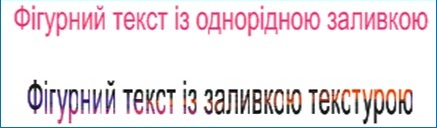 Фігурний текст із однорідною заливкою
Фігурний текст із заливкою текстурою